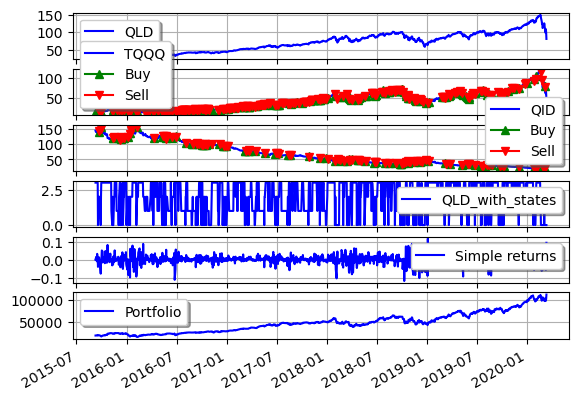 150
100
50
QLD
TQQQ
Buy
Sell
100
50
QID
Buy
Sell
150
100
50
2.5
0.0
QLD_with_states
0.1
0.0
−0.1
Simple returns
100000
50000
Portfolio
2015-07
2016-01
2016-07
2017-01
2017-07
2018-01
2018-07
2019-01
2019-07
2020-01